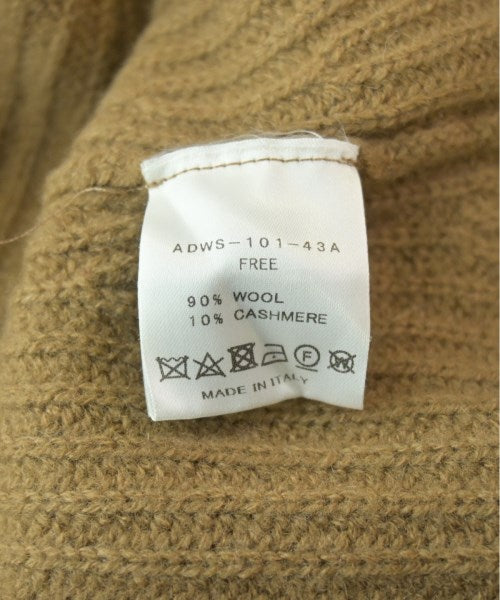 ADWS-101-43A
FREE
90% WOOL
10% CASHMERE
F W
MADE IN ITALY